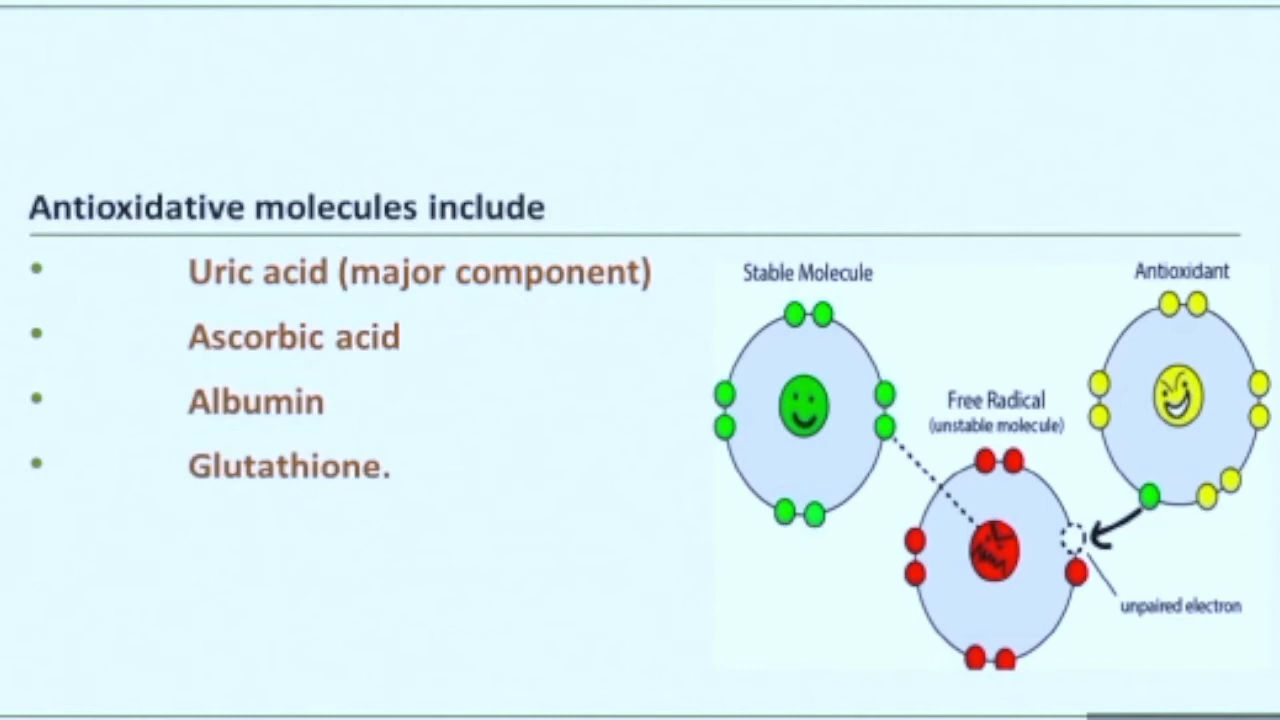 Antioxidative molecules include
• Uric acid (major component)
• Ascorbic acid
• Albumin
• Glutathione.
Stable Molecule
Antioxidant
Free Radical
(unstable molecule)
unpaired electron